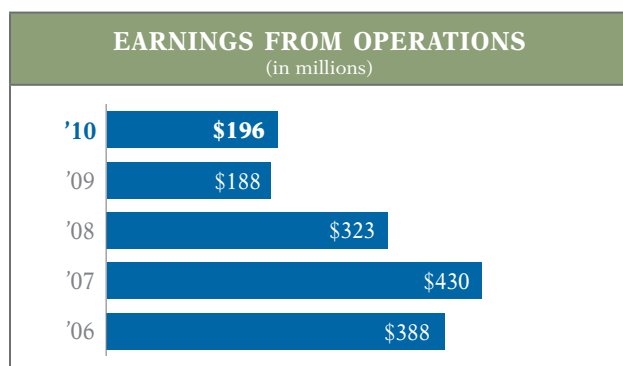 EARNINGS FROM OPERATIONS
(in millions)
’10 $196
’09 $188
’08 $323
’07 $430
’06 $388